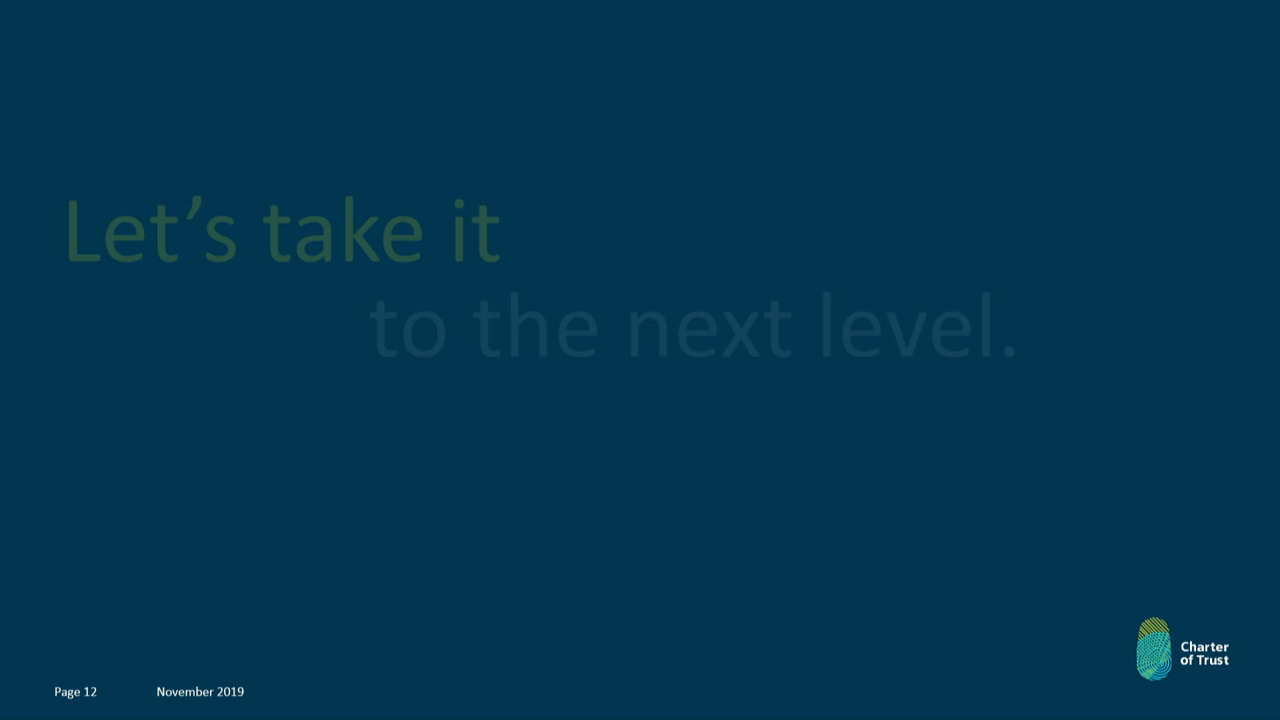 Let’s take it
to the next level.
Charter
of Trust
Page 12
November 2019